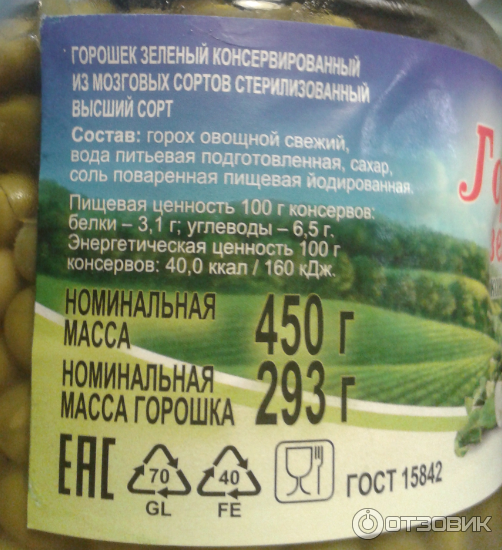 ГОРОШЕК ЗЕЛЕНЫЙ КОНСЕРВИРОВАННЫЙ
ИЗ МОЗГОВЫХ СОРТОВ СТЕРИЛИЗОВАННЫЙ
ВЫСШИЙ СОРТ
Состав: горох овощной свежий,
вода питьевая подготовленная, сахар,
соль поваренная пищевая йодированная.
Пищевая ценность 100 г консервов:
белки – 3,1 г; углеводы – 6,5 г.
Энергетическая ценность 100 г
консервов: 40,0 ккал / 160 кДж.
НОМИНАЛЬНАЯ
МАССА 450 г
НОМИНАЛЬНАЯ
МАССА ГОРОШКА 293 г
EAC 70 GL 40 FE ГОСТ 15842
ОТЗОВИК